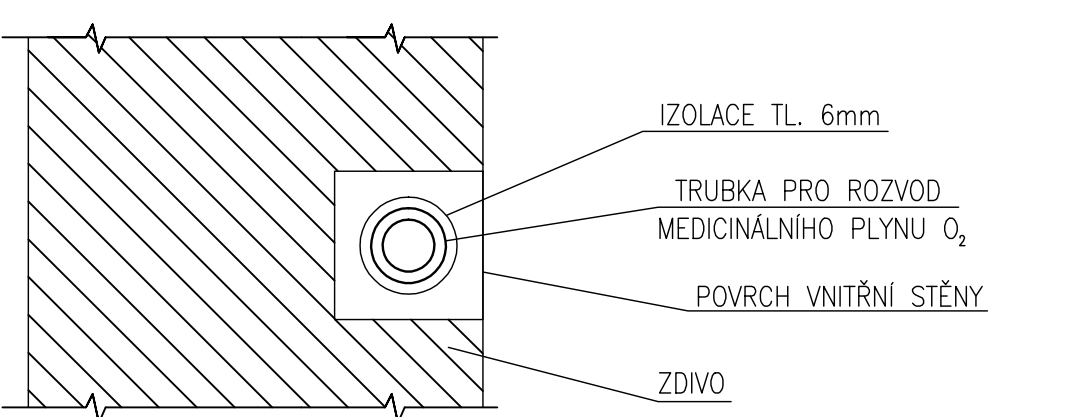 IZOLACE TL. 6mm
TRUBKA PRO ROZVOD
MEDICINÁLNÍHO PLYNU O₂
POVRCH VNITŘNÍ STĚNY
ZDIVO